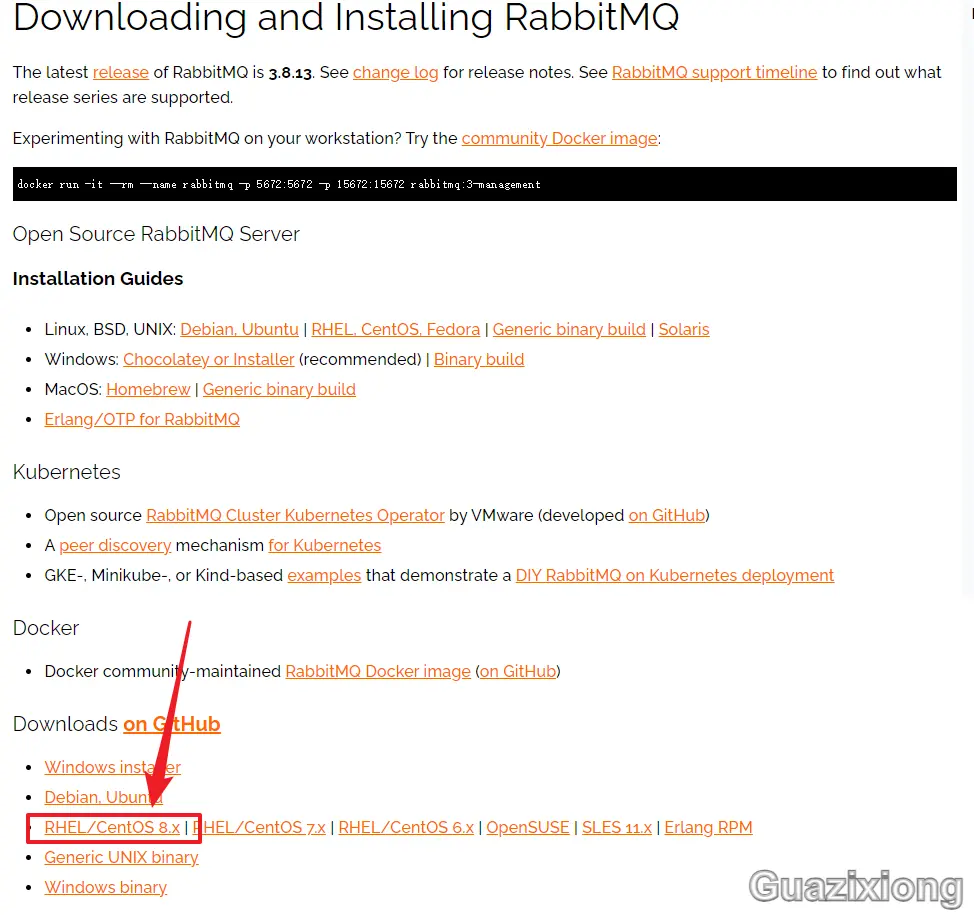 Downloading and Installing RabbitMQ
The latest release of RabbitMQ is 3.8.13. See change log for release notes. See RabbitMQ support timeline to find out what
release series are supported.
Experimenting with RabbitMQ on your workstation? Try the community Docker image:
docker run -it --rm --name rabbitmq -p 5672:5672 -p 15672:15672 rabbitmq:3-management
Open Source RabbitMQ Server
Installation Guides
• Linux, BSD, UNIX: Debian, Ubuntu | RHEL, CentOS, Fedora | Generic binary build | Solaris
• Windows: Chocolatey or Installer (recommended) | Binary build
• MacOS: Homebrew | Generic binary build
• Erlang/OTP for RabbitMQ
Kubernetes
• Open source RabbitMQ Cluster Kubernetes Operator by VMware (developed on GitHub)
• A peer discovery mechanism for Kubernetes
• GKE-, Minikube-, or Kind-based examples that demonstrate a DIY RabbitMQ on Kubernetes deployment
Docker
• Docker community-maintained RabbitMQ Docker image (on GitHub)
Downloads on GitHub
• Windows installer
• Debian, Ubuntu
• RHEL/CentOS 8.x | RHEL/CentOS 7.x | RHEL/CentOS 6.x | OpenSUSE | SLES 11.x | Erlang RPM
• Generic UNIX binary
• Windows binary
Guazixiong